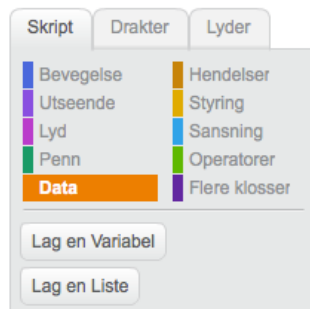 Skript Drakter Lyder
Bevegelse Hendelser
Utseende Styring
Lyd Sansning
Penn Operatorer
Data Flere klosser
Lag en Variabel
Lag en Liste